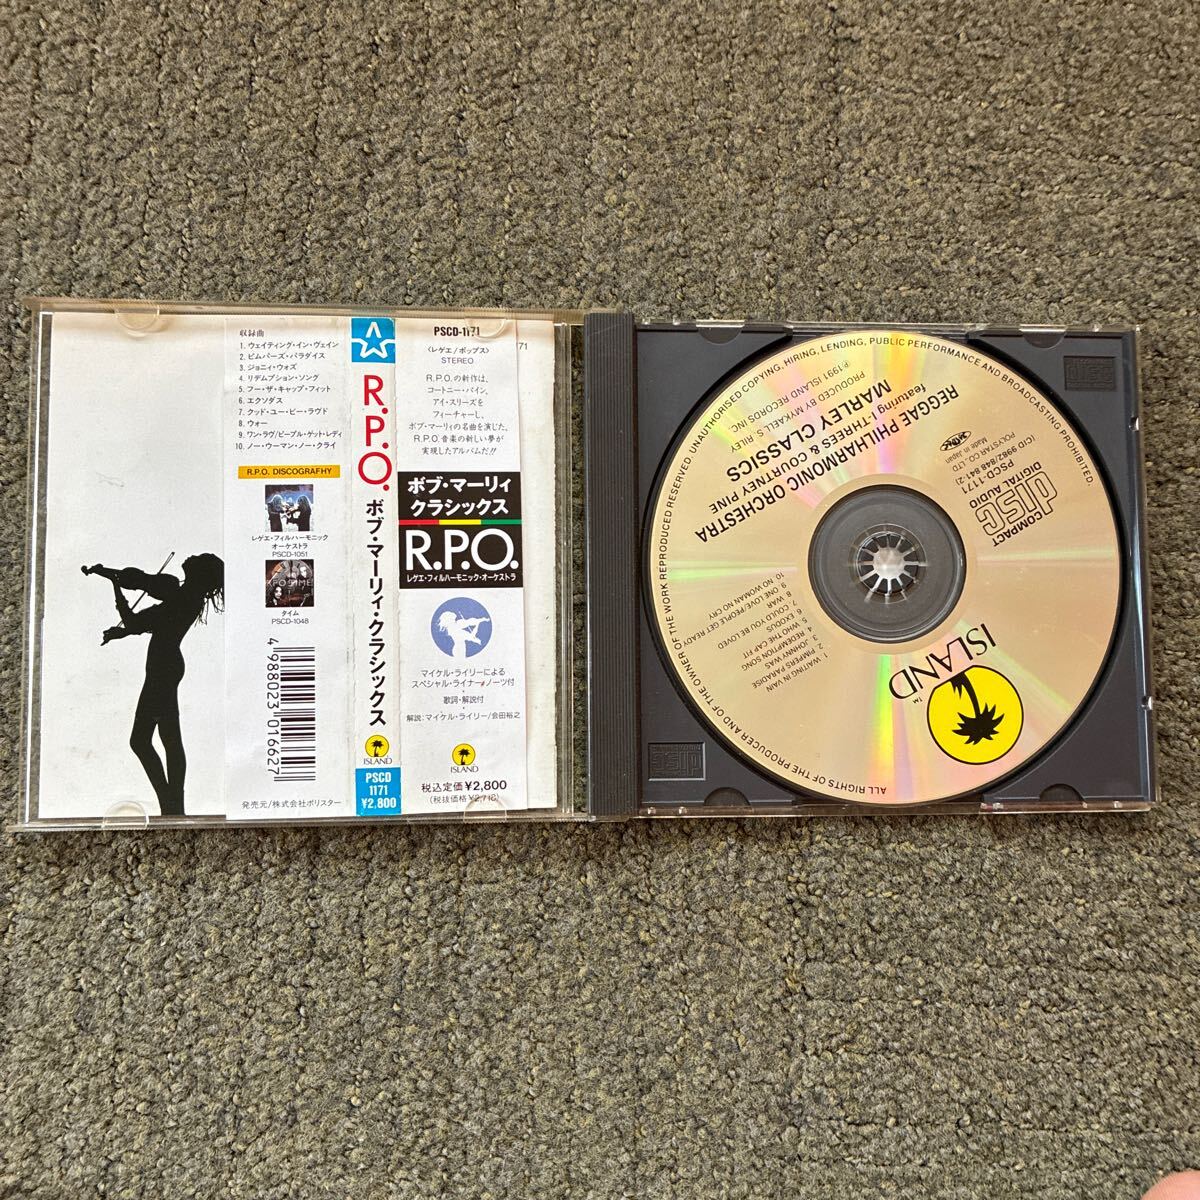 収録曲
1. ウェイティング・イン・ヴェイン
2. ピムパーズ・パラダイス
3. ジョニィ・ウォズ
4. リデムプション・ソング
5. フー・ザ・キャップ・フィット
6. エクソダス
7. クッド・ユー・ビー・ラヴド
8. ウォー
9. ワン・ラヴ/ピープル・ゲット・レディ
10. ノー・ウーマン・ノー・クライ
R.P.O. DISCOGRAFHY
レゲエ・フィルハーモニック
オーケストラ
PSCD-1051
タイム
PSCD-1048
4 988023 016627
発売元/株式会社ポリスター
R.P.O.
ボブ・マーリィ・クラシックス
ISLAND
PSCD
1171
¥2,800
PSCD-1171
71
〈レゲエ/ポップス〉
STEREO
R.P.O.の新作は、
コートニー・パイン、
アイ・スリーズを
フィーチャーし、
ボブ・マーリィの名曲を演じた、
R.P.O.音楽の新しい夢が
実現したアルバムだ!!
ボブ・マーリィ
クラシックス
R.P.O.
レゲエ・フィルハーモニック・オーケストラ
マイケル・ライリーによる
スペシャル・ライナーノーツ付
歌詞・解説付
解説:マイケル・ライリー/会田裕之
ISLAND
税込定価¥2,800
(税抜価格¥2,718)
ALL RIGHTS OF THE PRODUCER AND OF THE OWNER OF THE WORK REPRODUCED RESERVED UNAUTHORISED COPYING, HIRING, LENDING, PUBLIC PERFORMANCE AND BROADCASTING PROHIBITED.
ISLAND
TM
1 WAITING IN VAIN
2 PIMPERS PARADISE
3 JOHNNY WAS
4 REDEMPTION SONG
5 WHO THE CAP FIT
6 EXODUS
7 COULD YOU BE LOVED
8 WAR
9 ONE LOVE/PEOPLE GET READY
10 NO WOMAN NO CRY
COMPACT
disc
DIGITAL AUDIO
PSCD-1171
(CT) 9982/848 841-2
POLYSTAR CO., LTD
Made in Japan
REGGAE PHILHARMONIC ORCHESTRA
featuring I-THREES & COURTNEY PINE
MARLEY CLASSICS
PRODUCED BY MYKAELL S. RILEY
℗1991 ISLAND RECORDS INC.